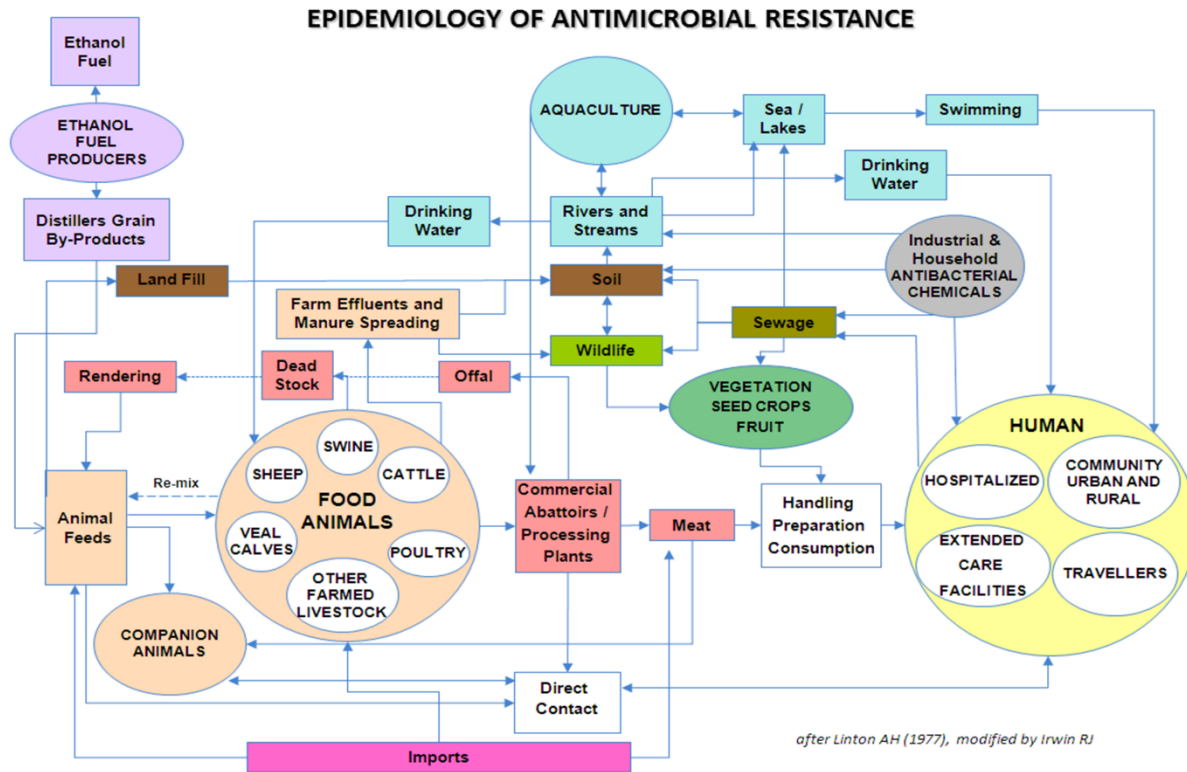 EPIDEMIOLOGY OF ANTIMICROBIAL RESISTANCE
Ethanol
Fuel
ETHANOL
FUEL
PRODUCERS
Distillers Grain
By-Products
AQUACULTURE
Sea /
Lakes
Swimming
Drinking
Water
Drinking
Water
Rivers and
Streams
Industrial &
Household
ANTIBACTERIAL
CHEMICALS
Land Fill
Soil
Farm Effluents and
Manure Spreading
Sewage
Wildlife
Rendering
Dead
Stock
Offal
VEGETATION
SEED CROPS
FRUIT
HUMAN
HOSPITALIZED
COMMUNITY
URBAN AND
RURAL
EXTENDED
CARE
FACILITIES
TRAVELLERS
SWINE
SHEEP
CATTLE
FOOD
ANIMALS
VEAL
CALVES
POULTRY
OTHER
FARMED
LIVESTOCK
Re-mix
Animal
Feeds
Commercial
Abattoirs /
Processing
Plants
Meat
Handling
Preparation
Consumption
COMPANION
ANIMALS
Direct
Contact
Imports
after Linton AH (1977), modified by Irwin RJ